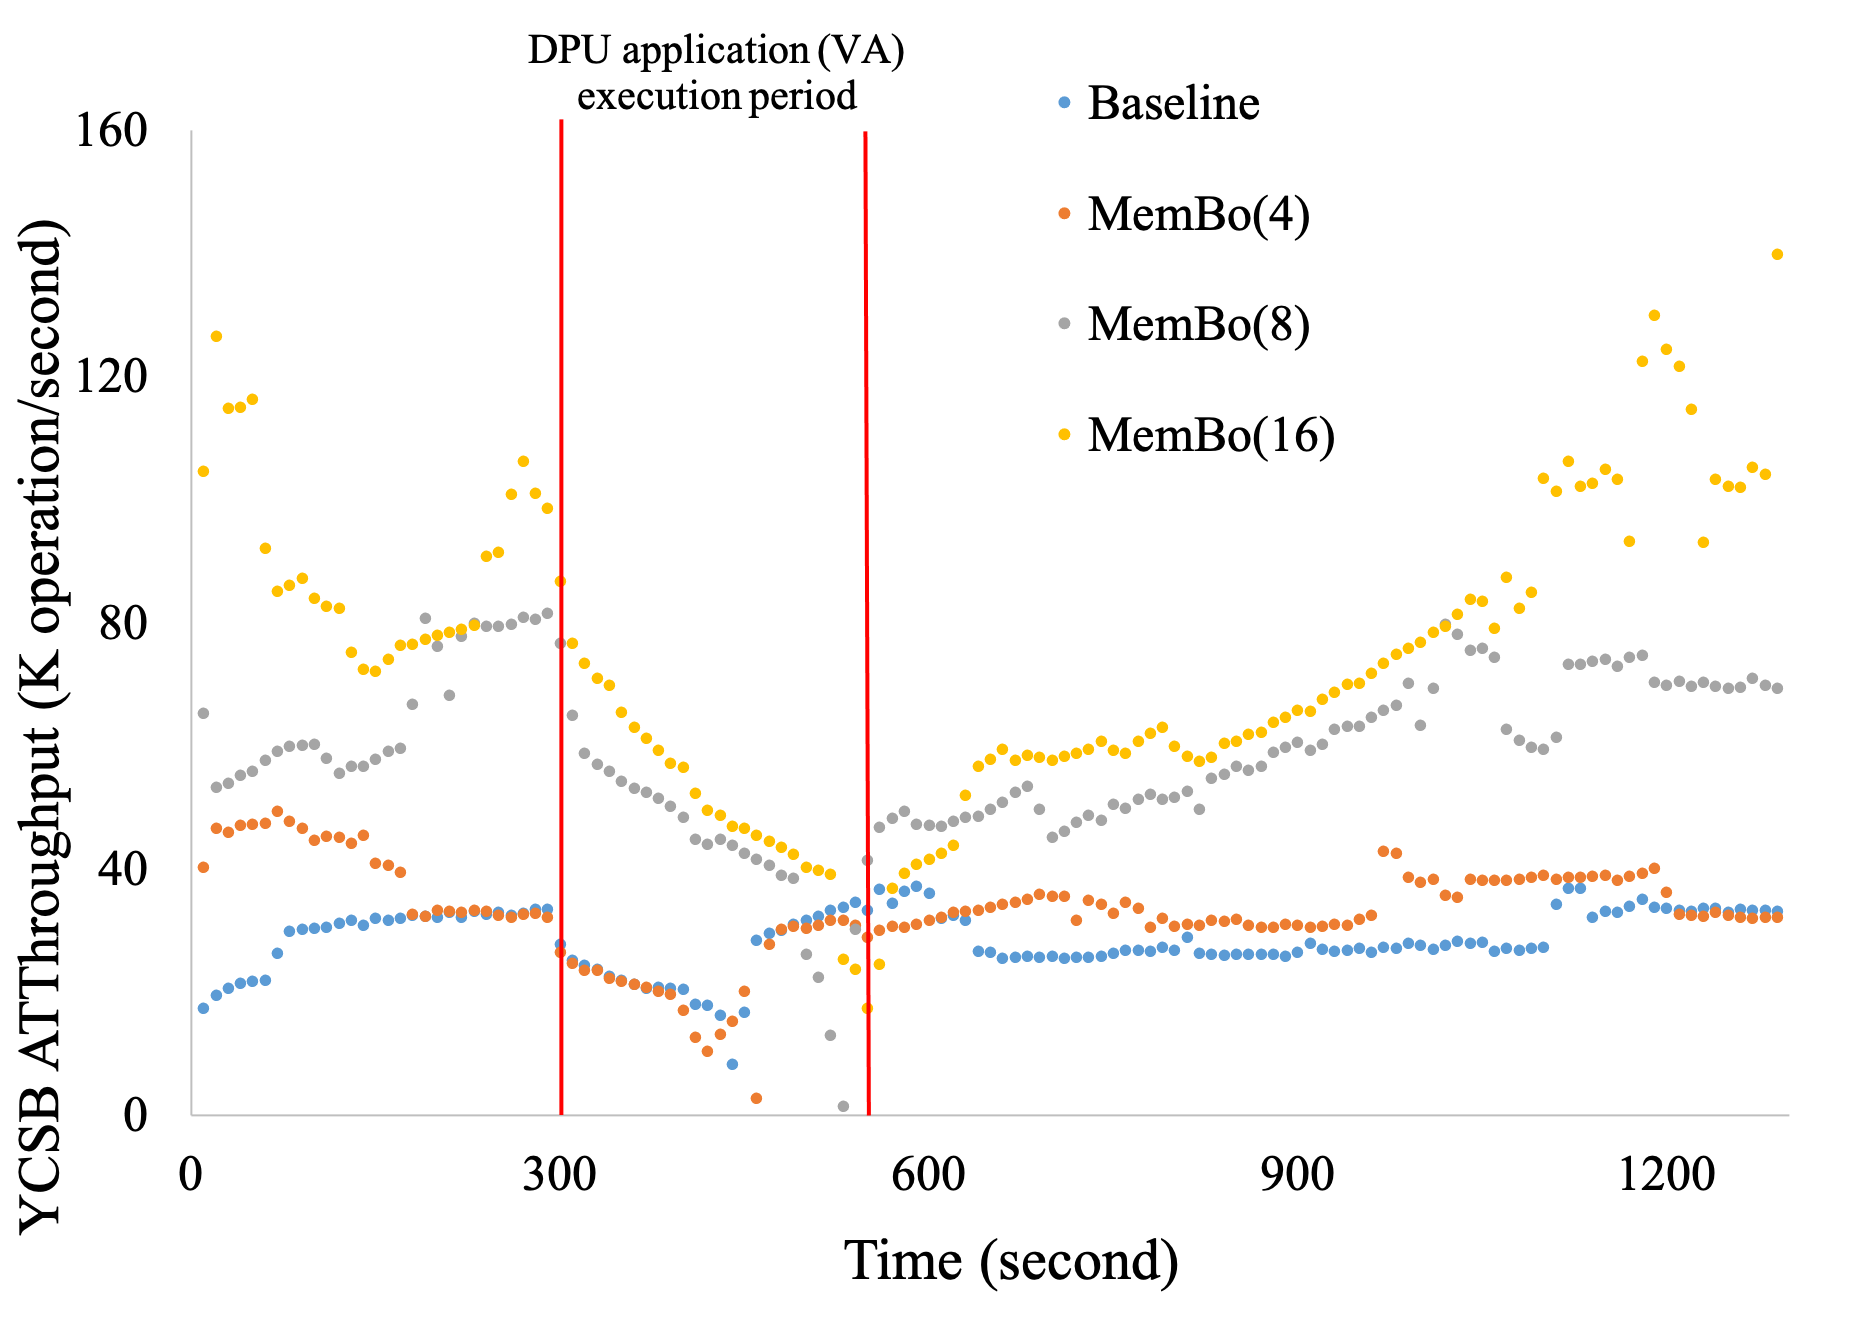 DPU application (VA)
execution period
Baseline
MemBo(4)
MemBo(8)
MemBo(16)
YCSB ATThroughput (K operation/second)
160
120
80
40
0
0 300 600 900 1200
Time (second)